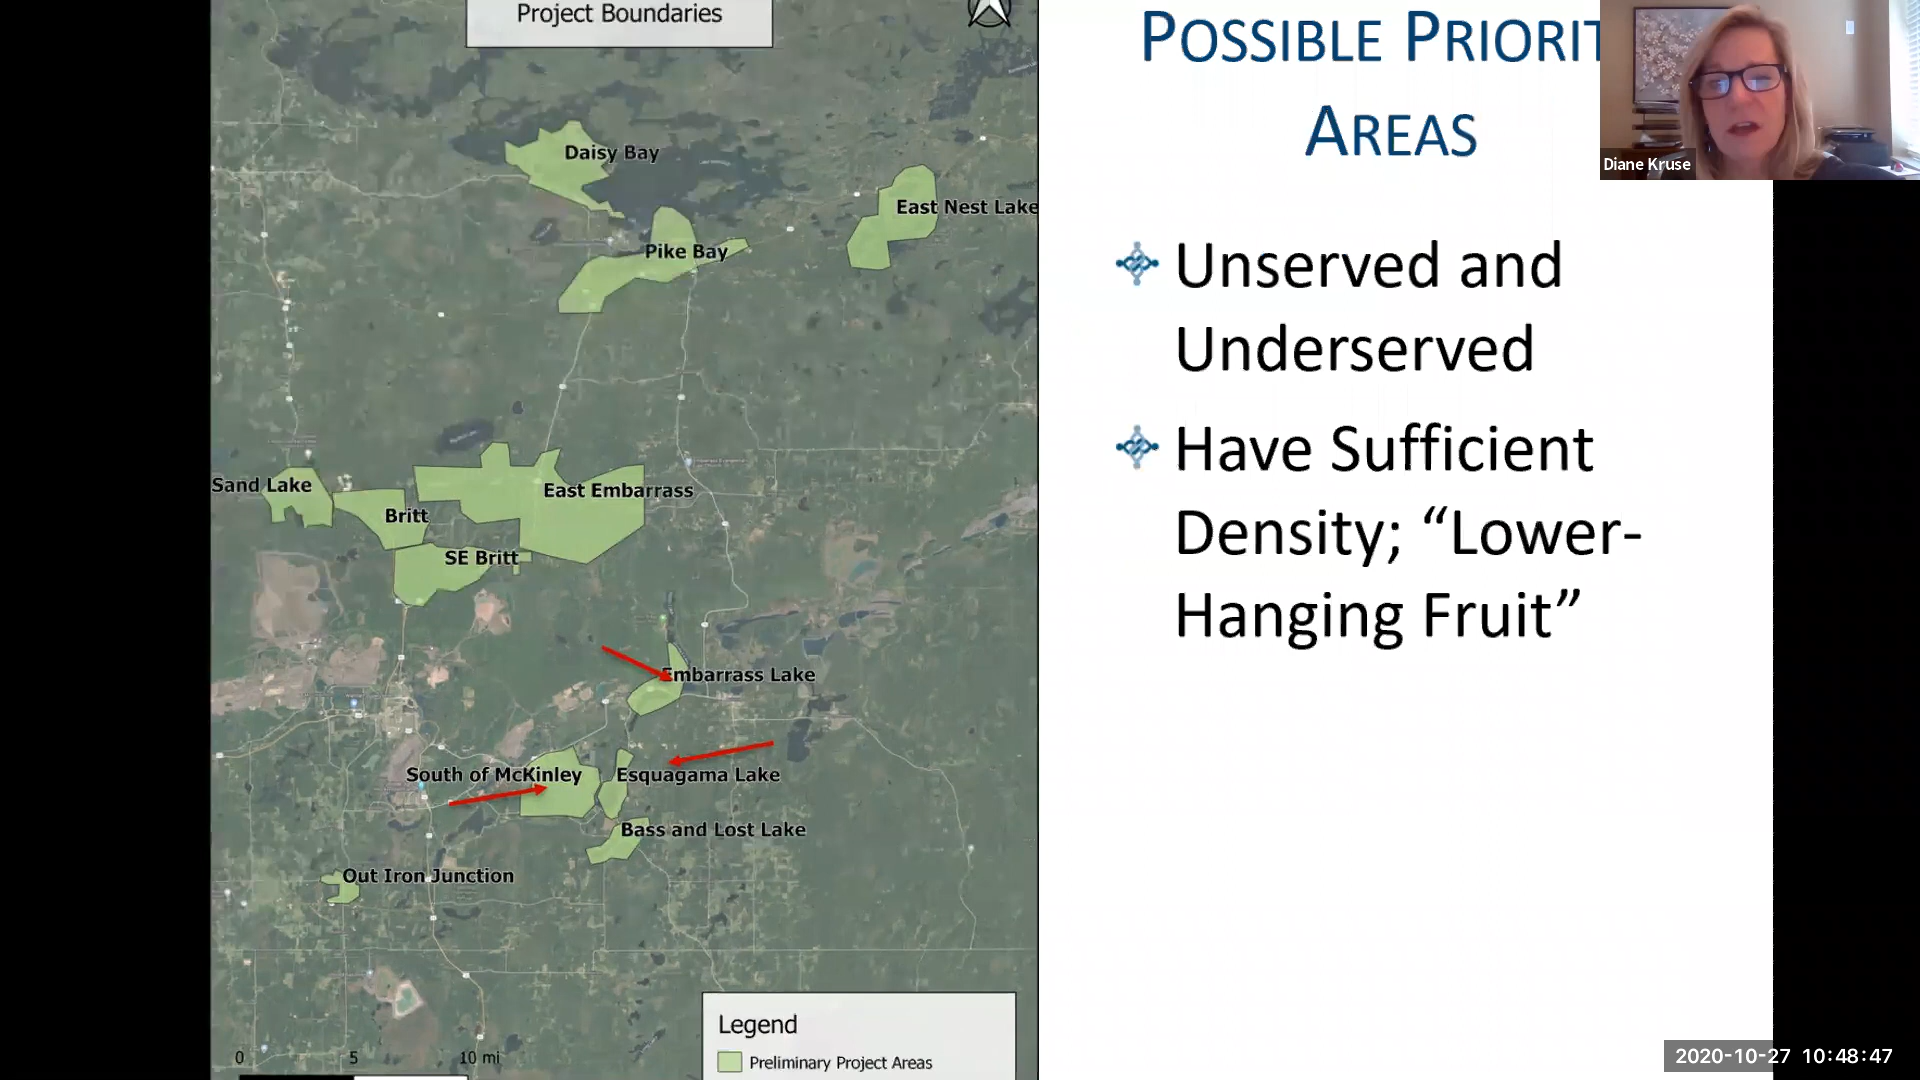 Project Boundaries
Daisy Bay
East Nest Lake
Pike Bay
Sand Lake
East Embarrass
Britt
SE Britt
Embarrass Lake
South of McKinley
Esquagama Lake
Bass and Lost Lake
Out Iron Junction
Legend
Preliminary Project Areas
0 5 10 mi
POSSIBLE PRIORIT
AREAS
Unserved and
Underserved
Have Sufficient
Density; “Lower-
Hanging Fruit”
Diane Kruse
2020-10-27 10:48:47